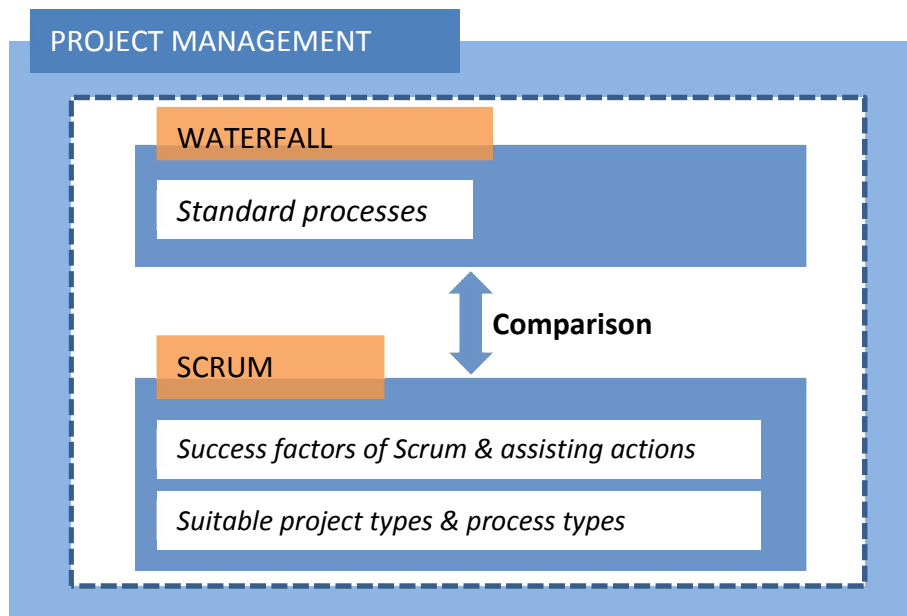 PROJECT MANAGEMENT
WATERFALL
Standard processes
Comparison
SCRUM
Success factors of Scrum & assisting actions
Suitable project types & process types